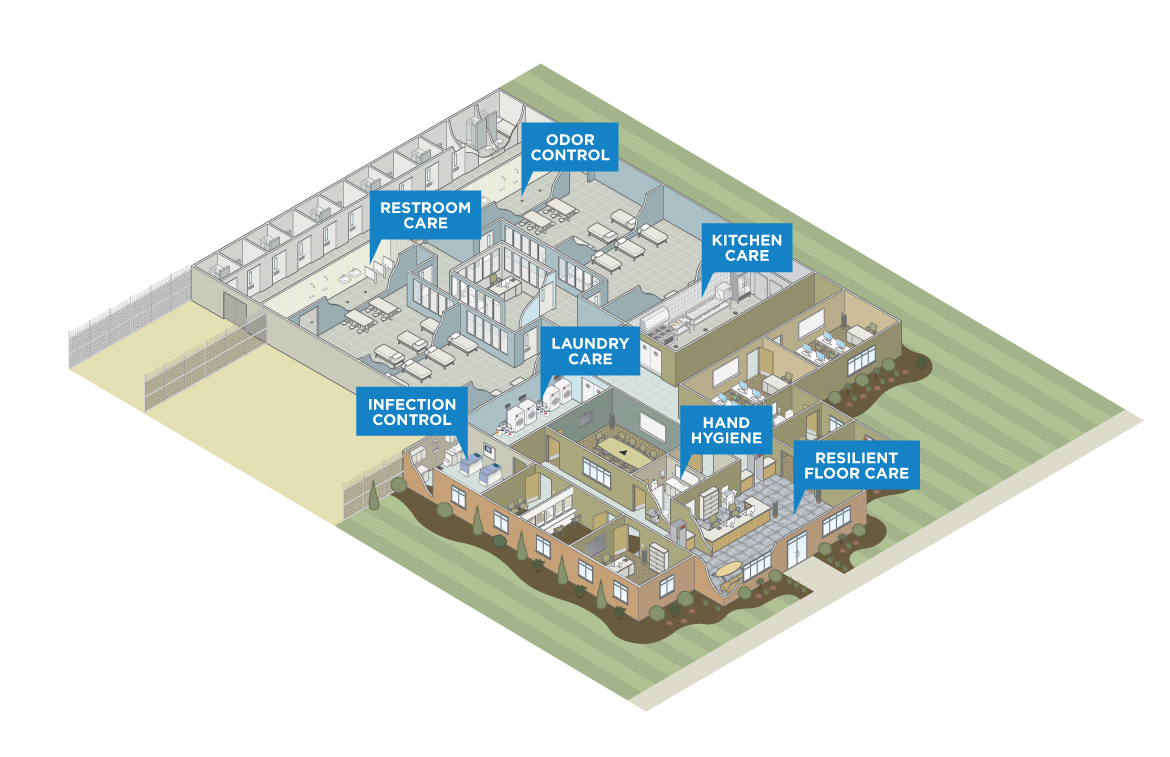 ODOR
CONTROL
RESTROOM
CARE
KITCHEN
CARE
LAUNDRY
CARE
INFECTION
CONTROL
HAND
HYGIENE
RESILIENT
FLOOR CARE